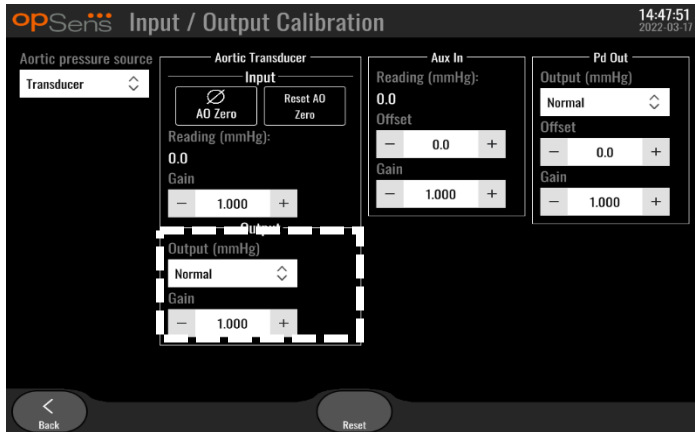 opSens Input / Output Calibration
14:47:51
2022-03-17
Aortic pressure source
Transducer
Aortic Transducer
Input
AO Zero
Reset AO
Zero
Reading (mmHg):
0.0
Gain
− 1.000 +
Output
Output (mmHg)
Normal
Gain
− 1.000 +
Aux In
Reading (mmHg):
0.0
Offset
− 0.0 +
Gain
− 1.000 +
Pd Out
Output (mmHg)
Normal
Offset
− 0.0 +
Gain
− 1.000 +
Back
Reset